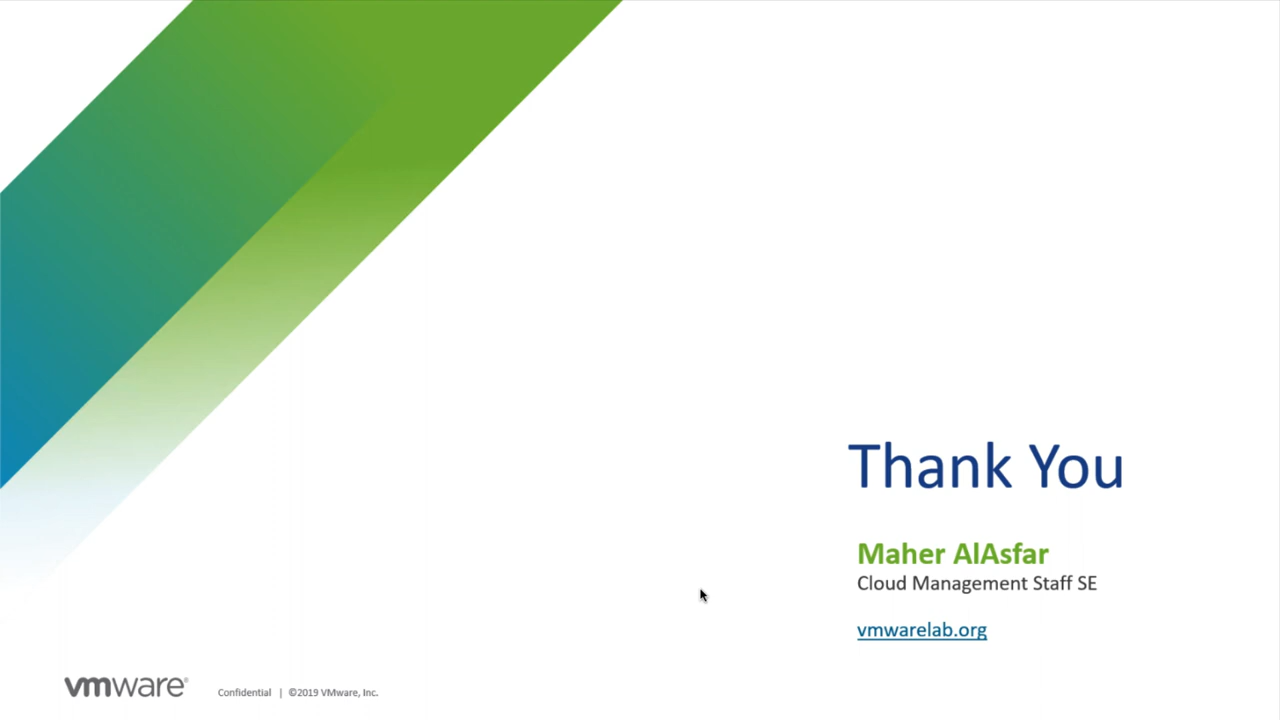 Thank You
Maher AlAsfar
Cloud Management Staff SE
vmwarelab.org
vmware®
Confidential | ©2019 VMware, Inc.